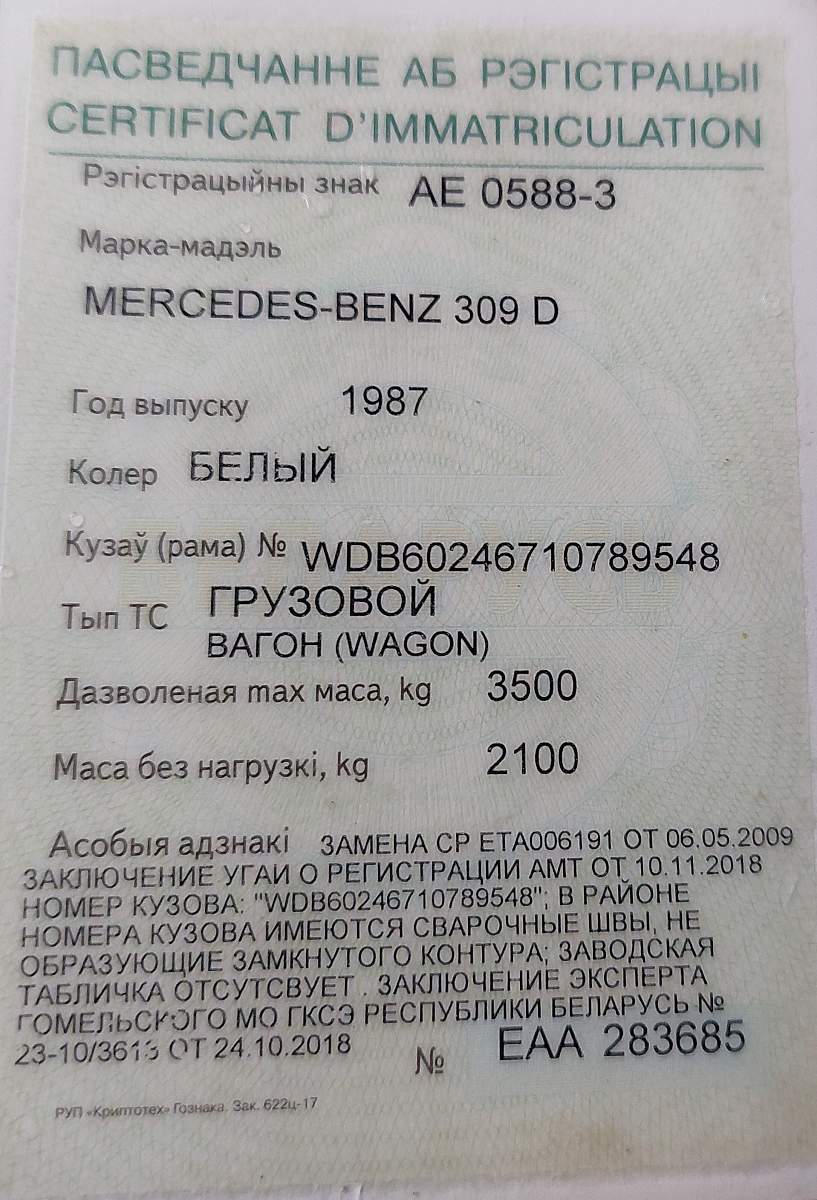 ПАСВЕДЧАННЕ АБ РЭГІСТРАЦЫІ
CERTIFICAT D'IMMATRICULATION
Рэгістрацыйны знак АЕ 0588-3
Марка-мадэль
MERCEDES-BENZ 309 D
Год выпуску 1987
Колер БЕЛЫЙ
Кузаў (рама) № WDB60246710789548
Тып ТС ГРУЗОВОЙ
ВАГОН (WAGON)
Дазволеная max маса, kg 3500
Маса без нагрузкі, kg 2100
Асобыя адзнакі ЗАМЕНА СР ЕТА006191 ОТ 06.05.2009
ЗАКЛЮЧЕНИЕ УГАИ О РЕГИСТРАЦИИ АМТ ОТ 10.11.2018
НОМЕР КУЗОВА: "WDB60246710789548"; В РАЙОНЕ
НОМЕРА КУЗОВА ИМЕЮТСЯ СВАРОЧНЫЕ ШВЫ, НЕ
ОБРАЗУЮЩИЕ ЗАМКНУТОГО КОНТУРА; ЗАВОДСКАЯ
ТАБЛИЧКА ОТСУТСВУЕТ . ЗАКЛЮЧЕНИЕ ЭКСПЕРТА
ГОМЕЛЬСКОГО МО ГКСЭ РЕСПУБЛИКИ БЕЛАРУСЬ №
23-10/3613 ОТ 24.10.2018
№ ЕАА 283685
РУП «Криптотех» Гознака. Зак. 622ц-17